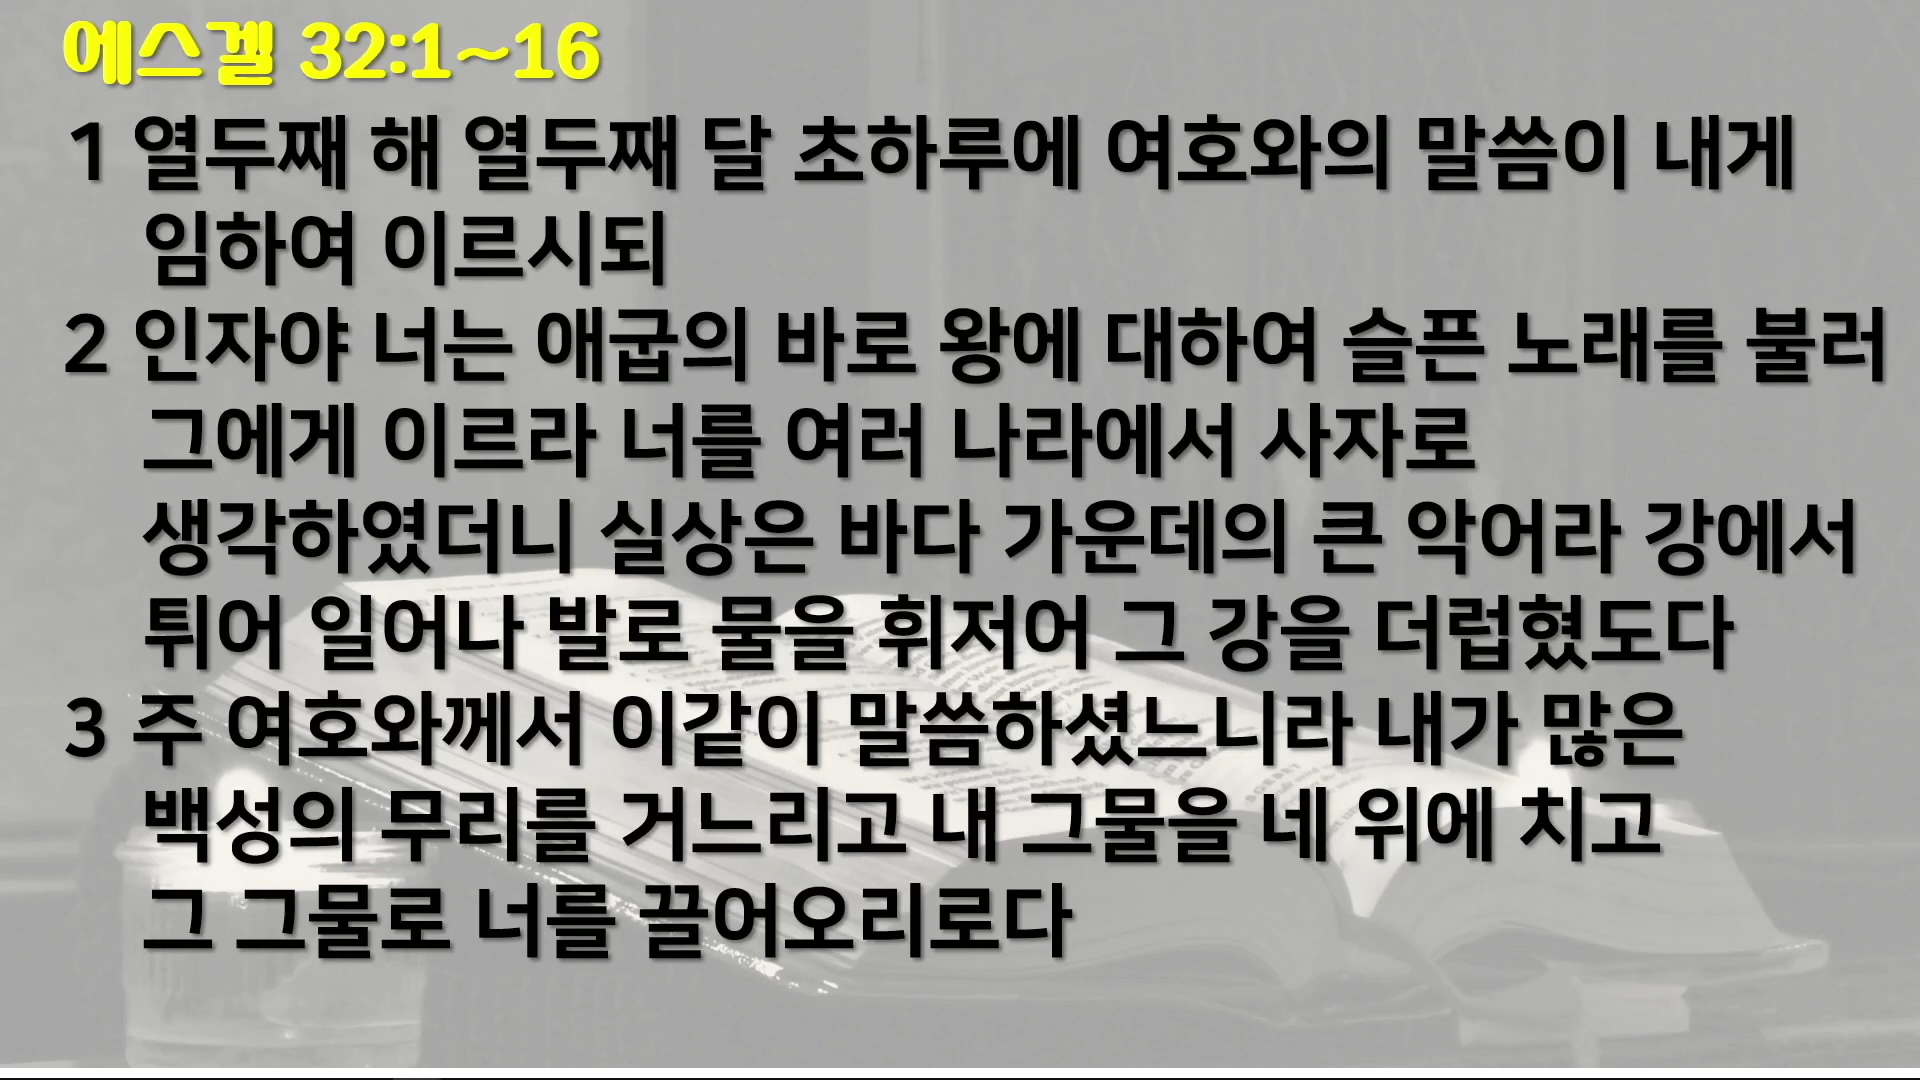 에스겔 32:1~16
1 열두째 해 열두째 달 초하루에 여호와의 말씀이 내게
임하여 이르시되
2 인자야 너는 애굽의 바로 왕에 대하여 슬픈 노래를 불러
그에게 이르라 너를 여러 나라에서 사자로
생각하였더니 실상은 바다 가운데의 큰 악어라 강에서
튀어 일어나 발로 물을 휘저어 그 강을 더럽혔도다
3 주 여호와께서 이같이 말씀하셨느니라 내가 많은
백성의 무리를 거느리고 내 그물을 네 위에 치고
그 그물로 너를 끌어오리로다